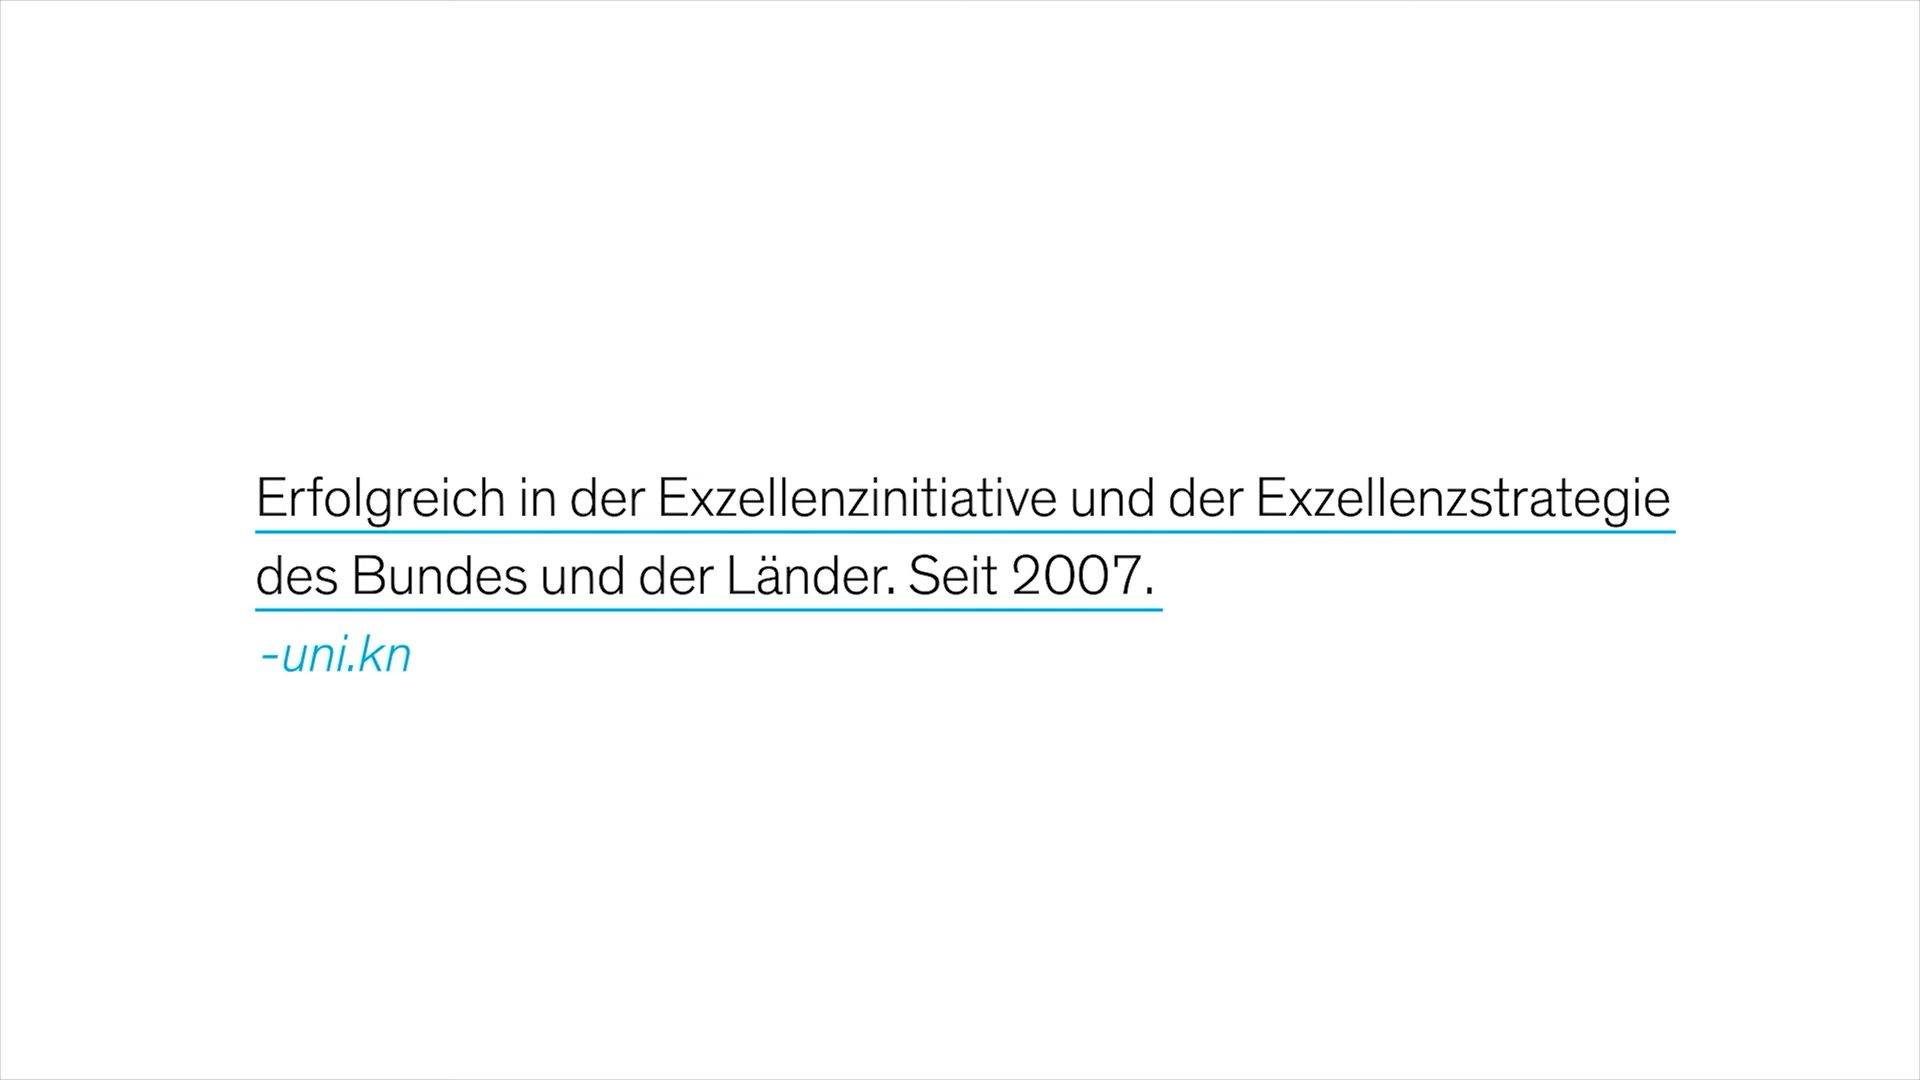 Erfolgreich in der Exzellenzinitiative und der Exzellenzstrategie
des Bundes und der Länder. Seit 2007.
-uni.kn